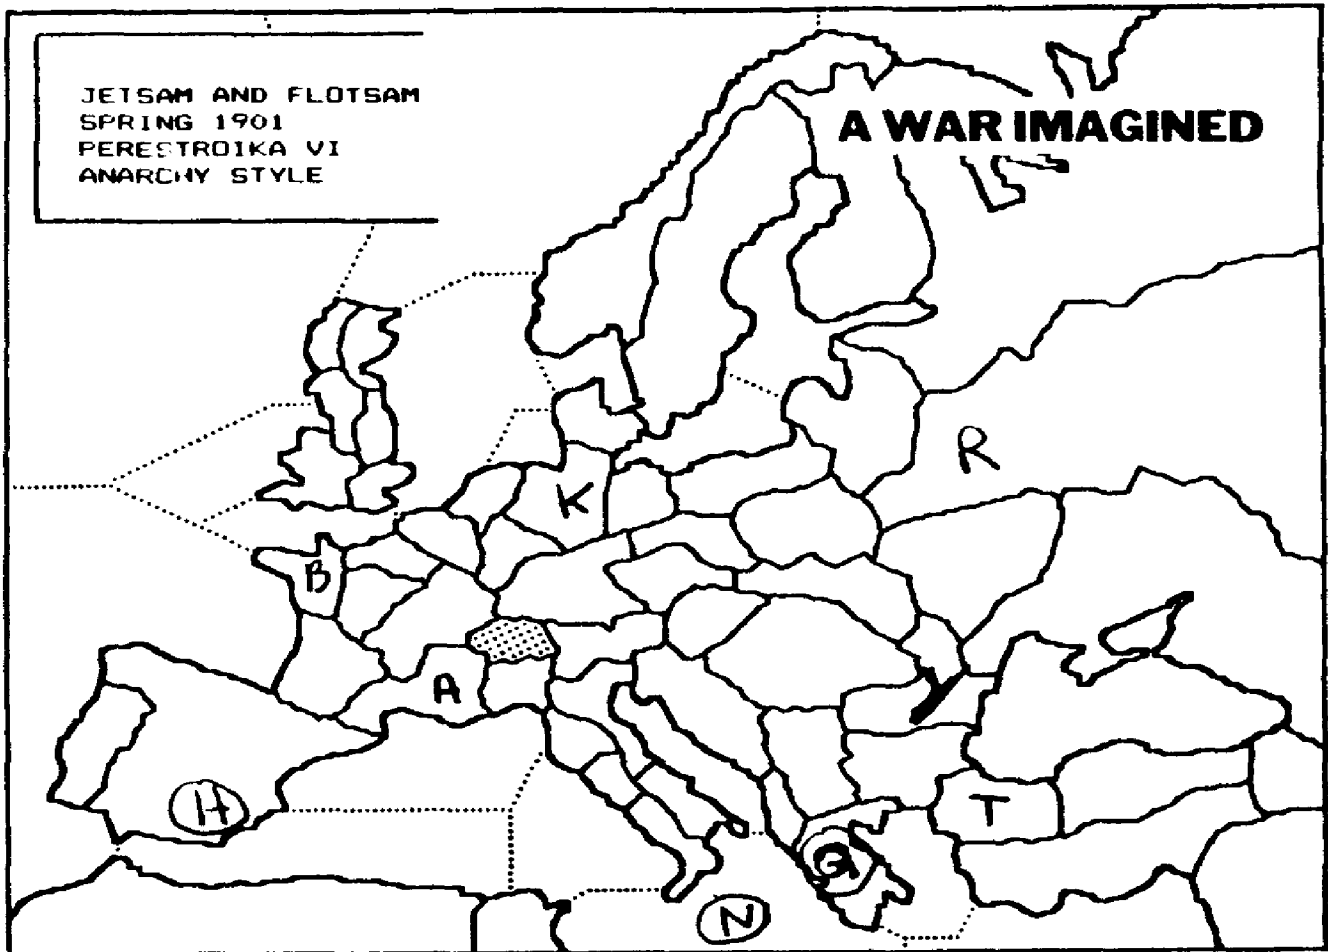 JETSAM AND FLOTSAM
SPRING 1901
PERESTROIKA VI
ANARCHY STYLE
A WAR IMAGINED
R
K
B
A
H
T
G
N